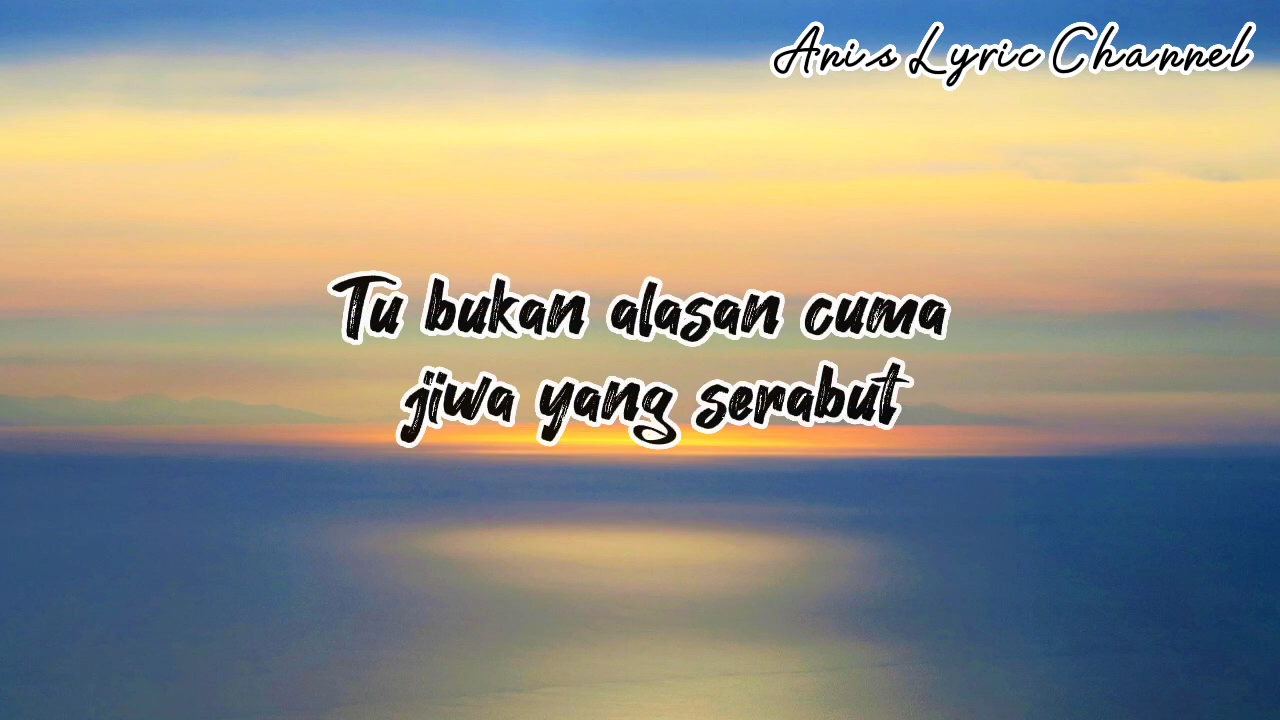 Ani's Lyric Channel
Tu bukan alasan cuma
jiwa yang serabut